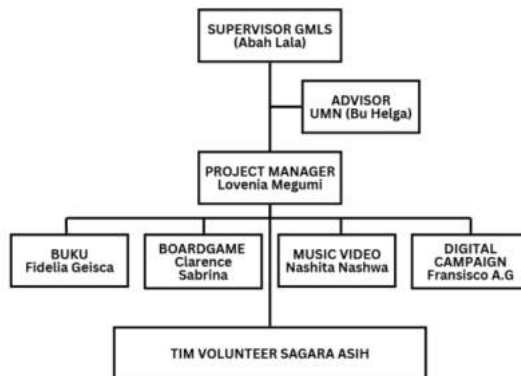 SUPERVISOR GMLS
(Abah Lala)
ADVISOR
UMN (Bu Helga)
PROJECT MANAGER
Lovenia Megumi
BUKU
Fidelia Geisca
BOARDGAME
Clarence
Sabrina
MUSIC VIDEO
Nashita Nashwa
DIGITAL
CAMPAIGN
Fransisco A.G
TIM VOLUNTEER SAGARA ASIH